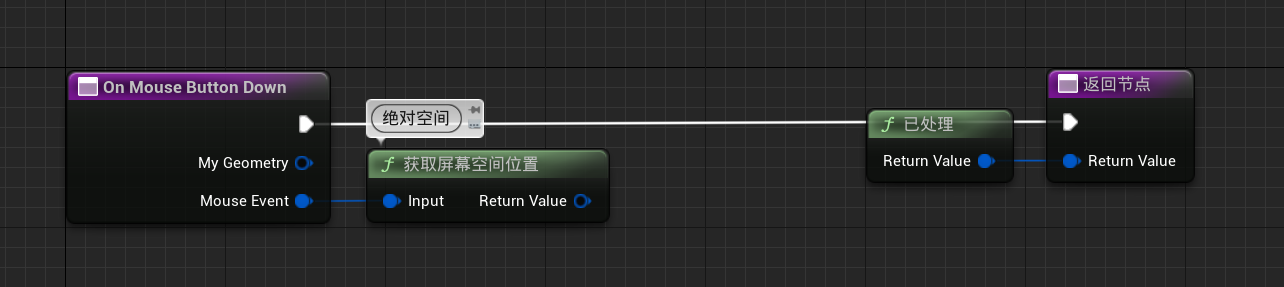 On Mouse Button Down
My Geometry
Mouse Event
绝对空间
获取屏幕空间位置
Input
Return Value
已处理
Return Value
返回节点
Return Value